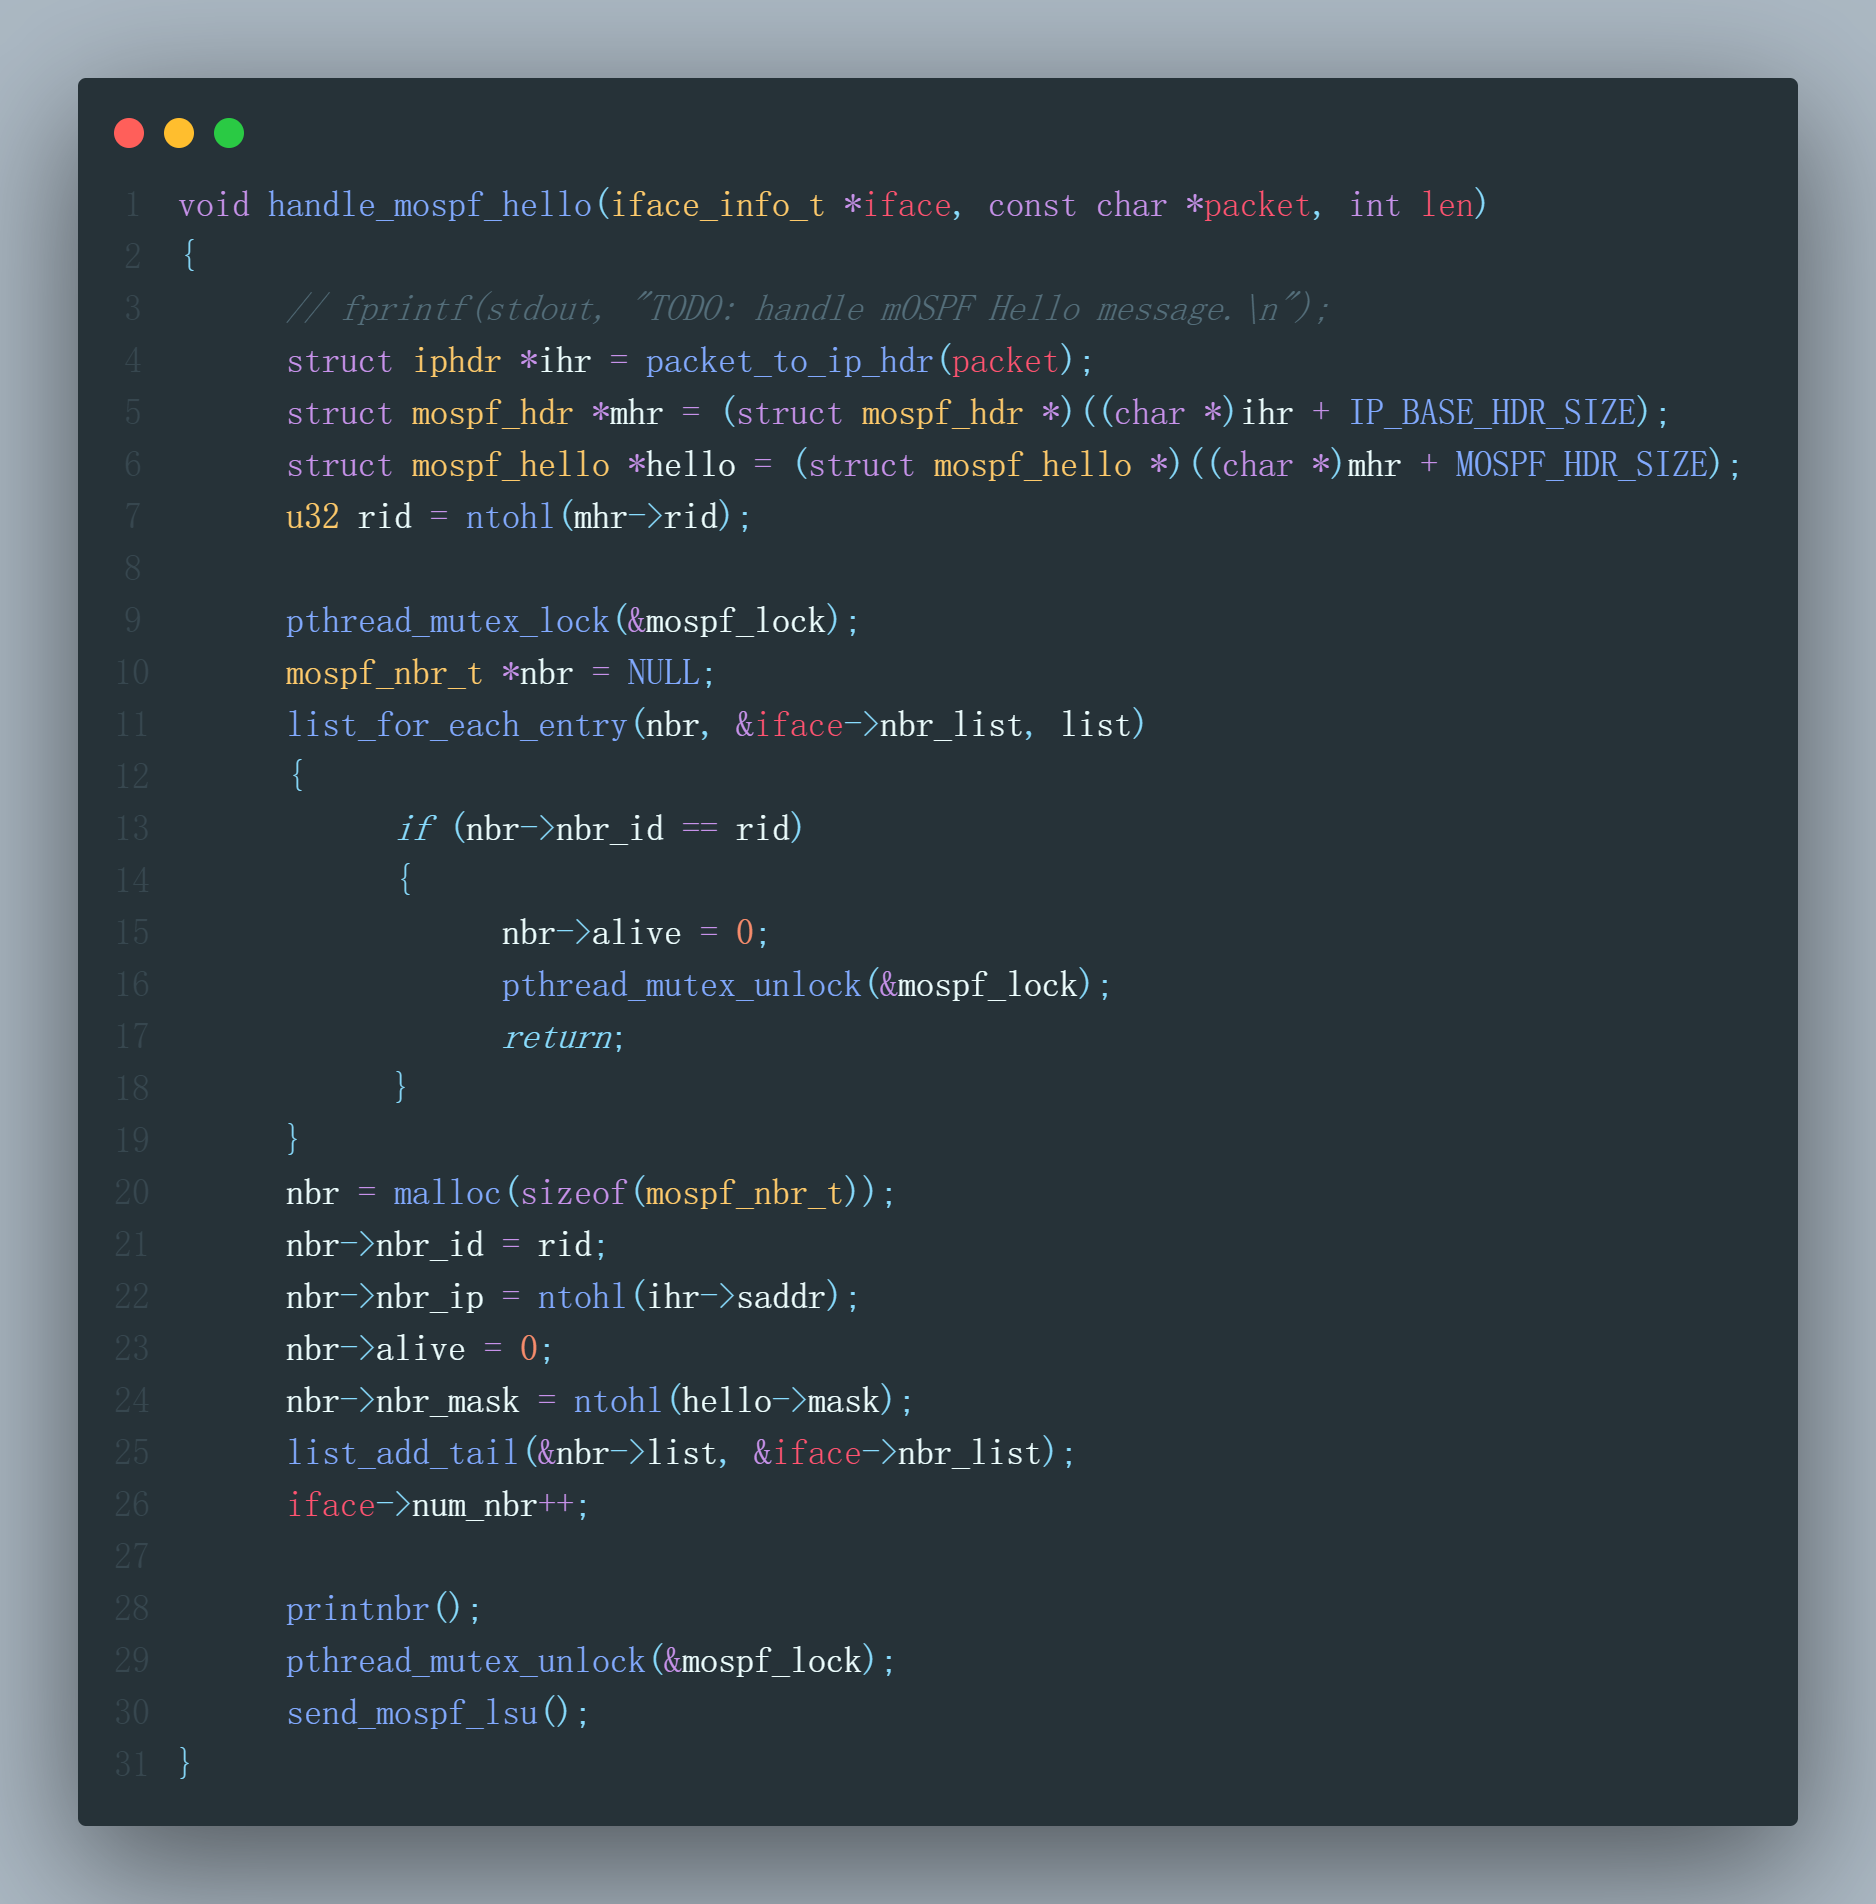 1 void handle_mospf_hello(iface_info_t *iface, const char *packet, int len)
2 {
3 // fprintf(stdout, "TODO: handle mOSPF Hello message.\n");
4 struct iphdr *ihr = packet_to_ip_hdr(packet);
5 struct mospf_hdr *mhr = (struct mospf_hdr *)((char *)ihr + IP_BASE_HDR_SIZE);
6 struct mospf_hello *hello = (struct mospf_hello *)((char *)mhr + MOSPF_HDR_SIZE);
7 u32 rid = ntohl(mhr->rid);
8
9 pthread_mutex_lock(&mospf_lock);
10 mospf_nbr_t *nbr = NULL;
11 list_for_each_entry(nbr, &iface->nbr_list, list)
12 {
13 if (nbr->nbr_id == rid)
14 {
15 nbr->alive = 0;
16 pthread_mutex_unlock(&mospf_lock);
17 return;
18 }
19 }
20 nbr = malloc(sizeof(mospf_nbr_t));
21 nbr->nbr_id = rid;
22 nbr->nbr_ip = ntohl(ihr->saddr);
23 nbr->alive = 0;
24 nbr->nbr_mask = ntohl(hello->mask);
25 list_add_tail(&nbr->list, &iface->nbr_list);
26 iface->num_nbr++;
27
28 printnbr();
29 pthread_mutex_unlock(&mospf_lock);
30 send_mospf_lsu();
31 }